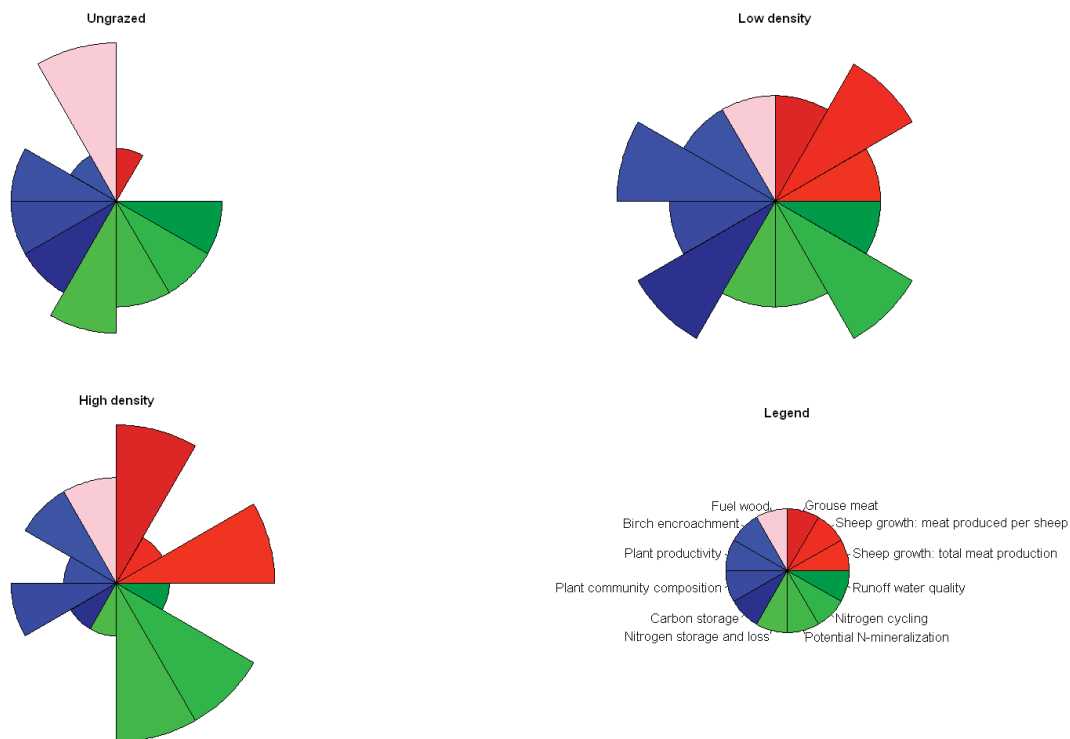 Ungrazed
Low density
High density
Legend
Fuel wood
Grouse meat
Birch encroachment
Sheep growth: meat produced per sheep
Plant productivity
Sheep growth: total meat production
Plant community composition
Runoff water quality
Carbon storage
Nitrogen cycling
Nitrogen storage and loss
Potential N-mineralization